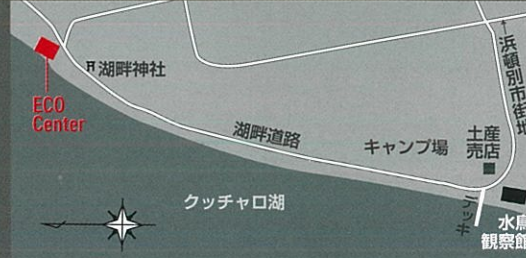 ←浜頓別市街地
湖畔神社
ECO
Center
湖畔道路
キャンプ場
土産
売店
クッチャロ湖
デッキ
水鳥
観察館